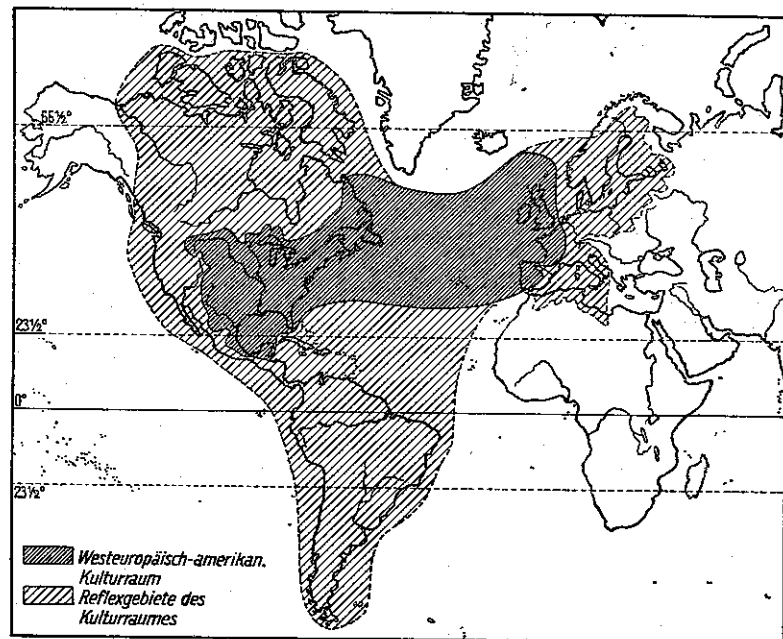 66½°
23½°
0°
23½°
Westeuropäisch-amerikan.
Kulturraum
Reflexgebiete des
Kulturraumes